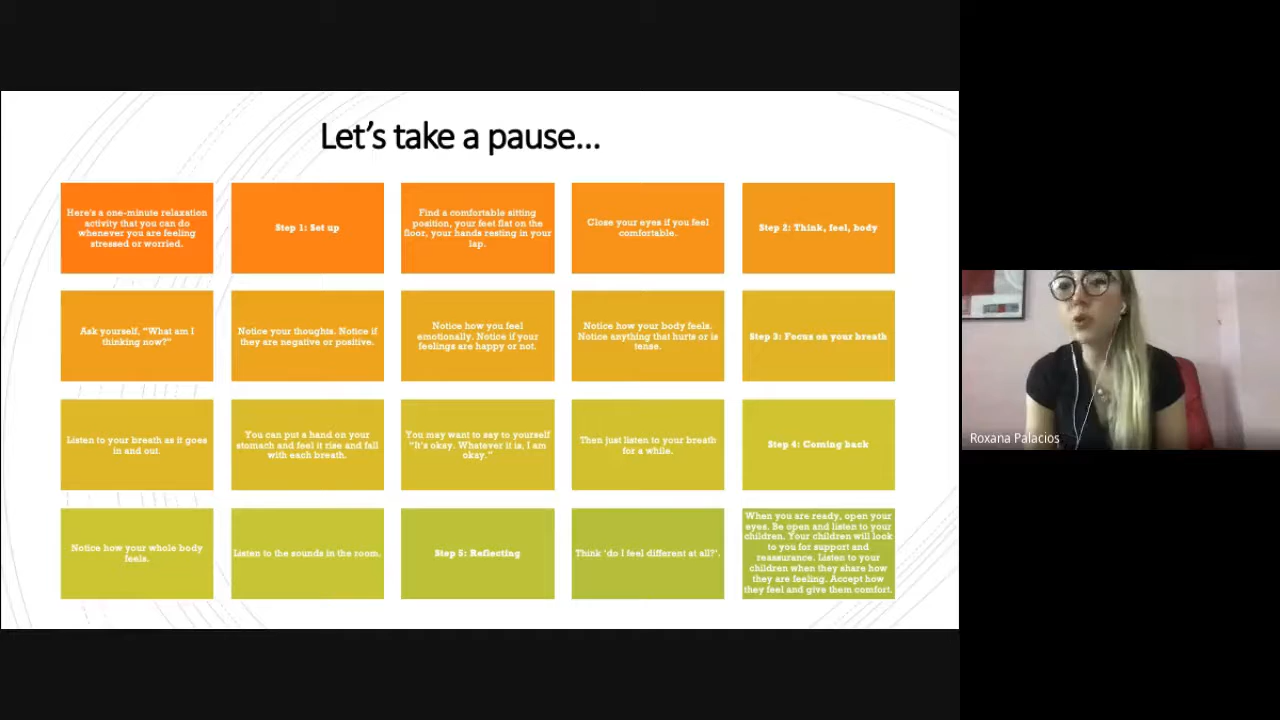 Let's take a pause...
Here's a one-minute relaxation
activity that you can do
whenever you are feeling
stressed or worried.
Step 1: Set up
Find a comfortable sitting
position, your feet flat on the
floor, your hands resting in your
lap.
Close your eyes if you feel
comfortable.
Step 2: Think, feel, body
Ask yourself, "What am I
thinking now?"
Notice your thoughts. Notice if
they are negative or positive.
Notice how you feel
emotionally. Notice if your
feelings are happy or not.
Notice how your body feels.
Notice anything that hurts or is
tense.
Step 3: Focus on your breath
Listen to your breath as it goes
in and out.
You can put a hand on your
stomach and feel it rise and fall
with each breath.
You may want to say to yourself
"It's okay. Whatever it is, I am
okay."
Then just listen to your breath
for a while.
Step 4: Coming back
Notice how your whole body
feels.
Listen to the sounds in the room.
Step 5: Reflecting
Think 'do I feel different at all?'.
When you are ready, open your
eyes. Be open and listen to your
children. Your children will look
to you for support and
reassurance. Listen to your
children when they share how
they are feeling. Accept how
they feel and give them comfort.
Roxana Palacios